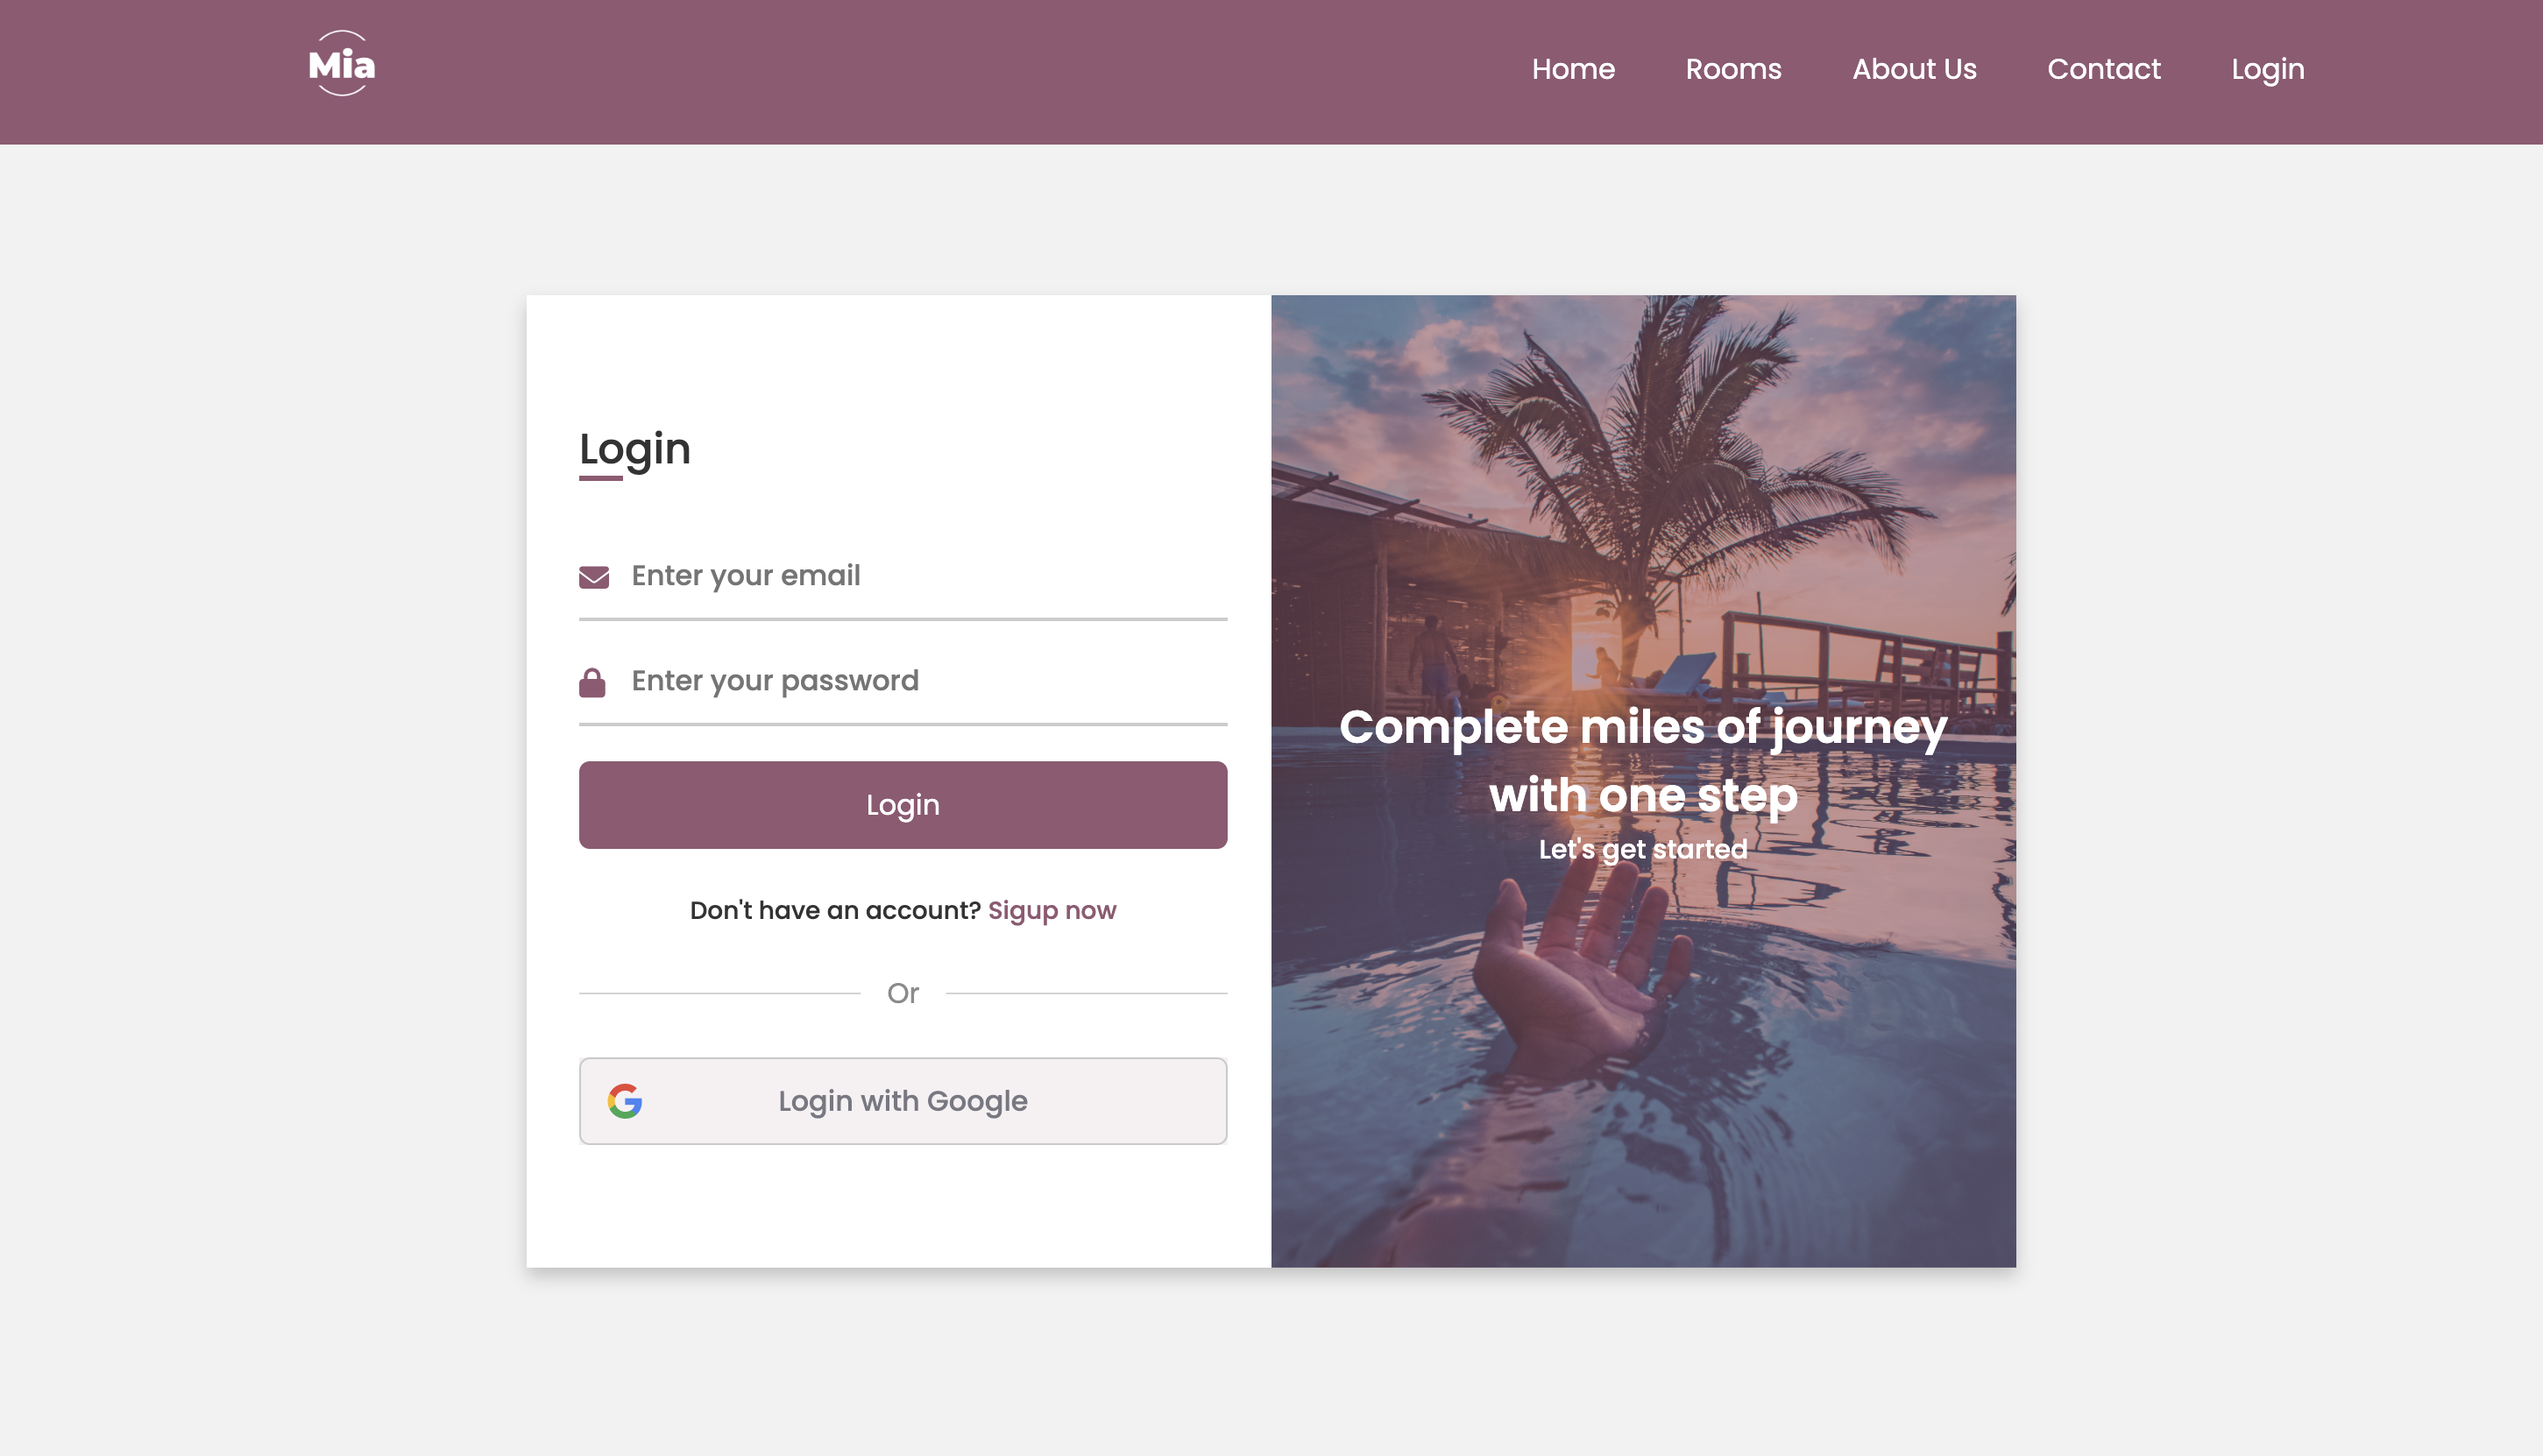 Mia
Home Rooms About Us Contact Login
Login
Enter your email
Enter your password
Login
Don't have an account? Sigup now
Or
Login with Google
Complete miles of journey
with one step
Let's get started